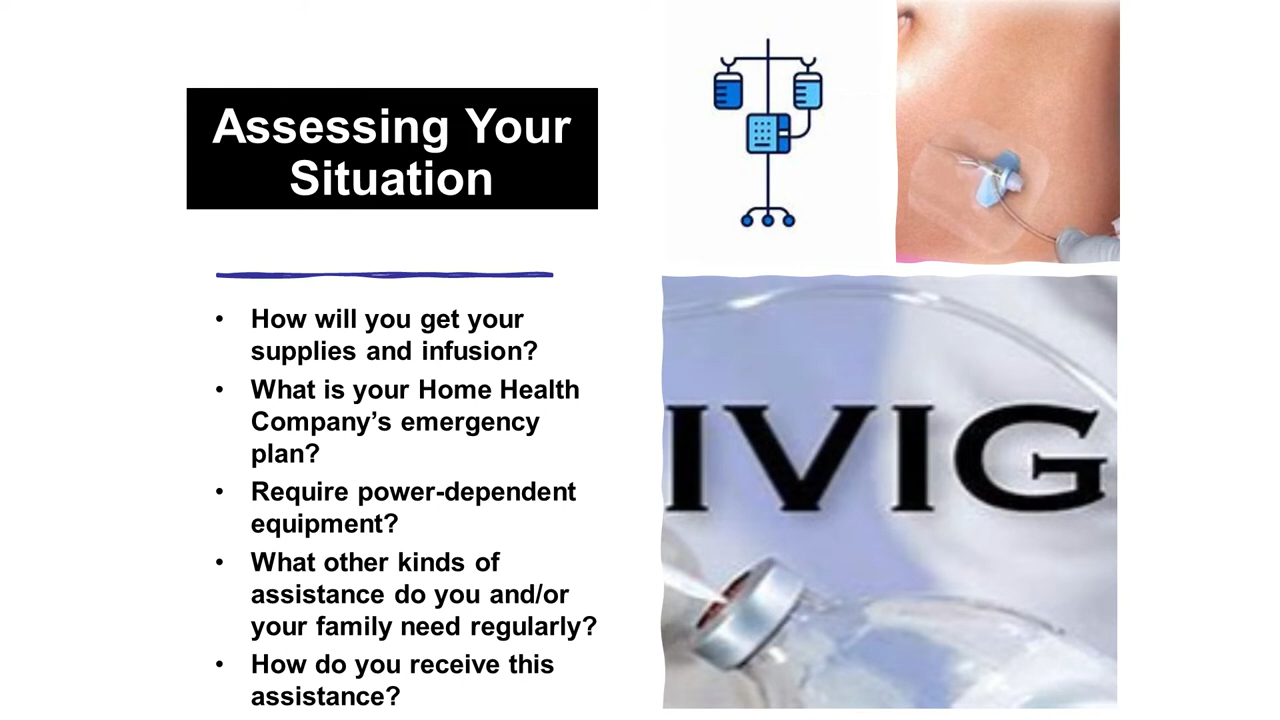 Assessing Your
Situation
• How will you get your
supplies and infusion?
• What is your Home Health
Company’s emergency
plan?
• Require power-dependent
equipment?
• What other kinds of
assistance do you and/or
your family need regularly?
• How do you receive this
assistance?
IVIG